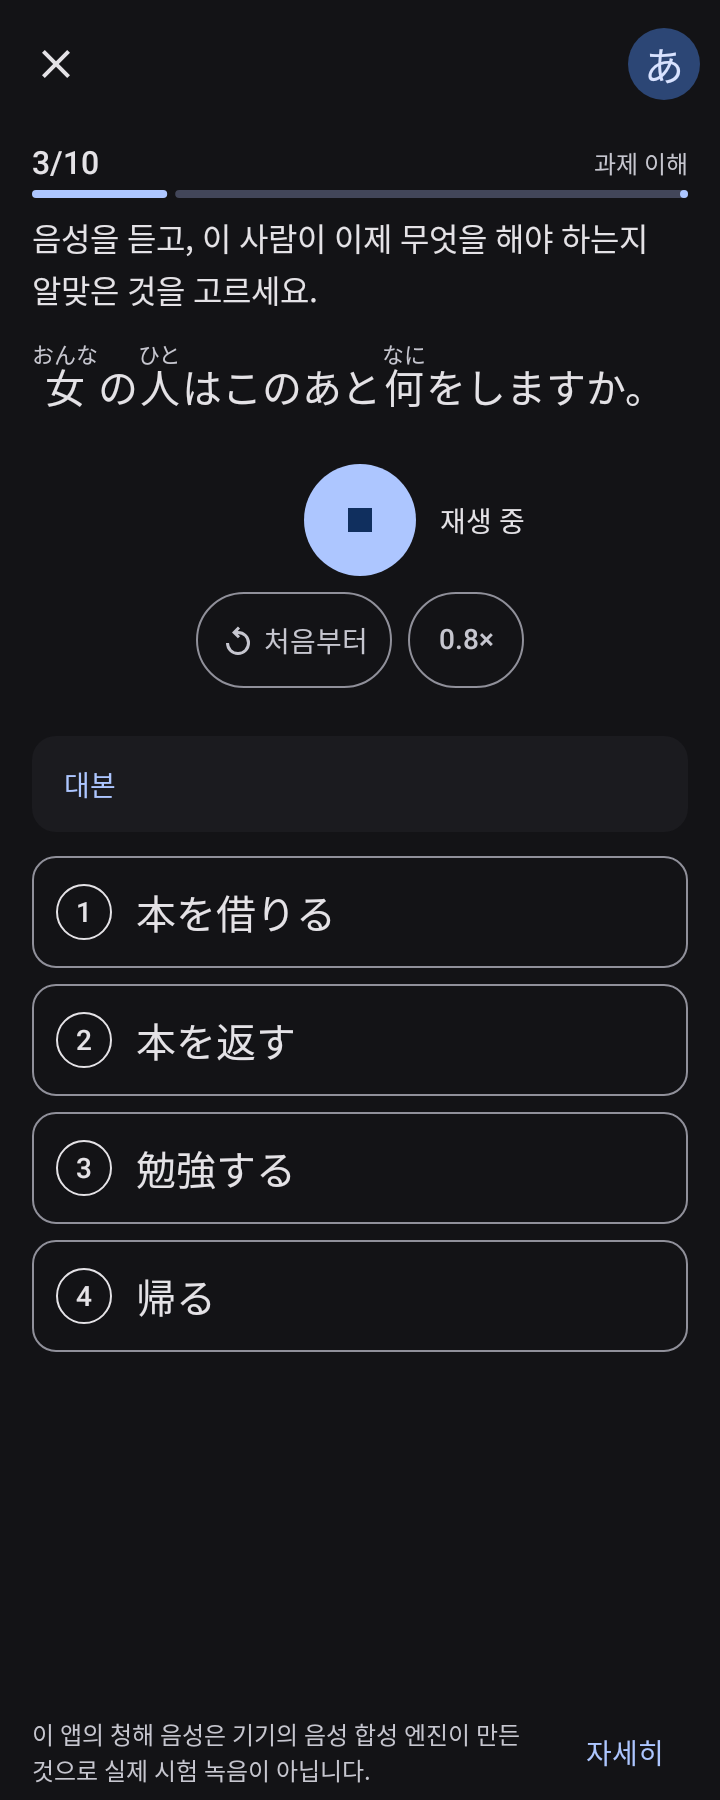 あ
3/10
과제 이해
음성을 듣고, 이 사람이 이제 무엇을 해야 하는지
알맞은 것을 고르세요.
おんな ひと なに
女の人はこのあと何をしますか。
재생 중
처음부터
0.8×
대본
1 本を借りる
2 本を返す
3 勉強する
4 帰る
이 앱의 청해 음성은 기기의 음성 합성 엔진이 만든
것으로 실제 시험 녹음이 아닙니다.
자세히